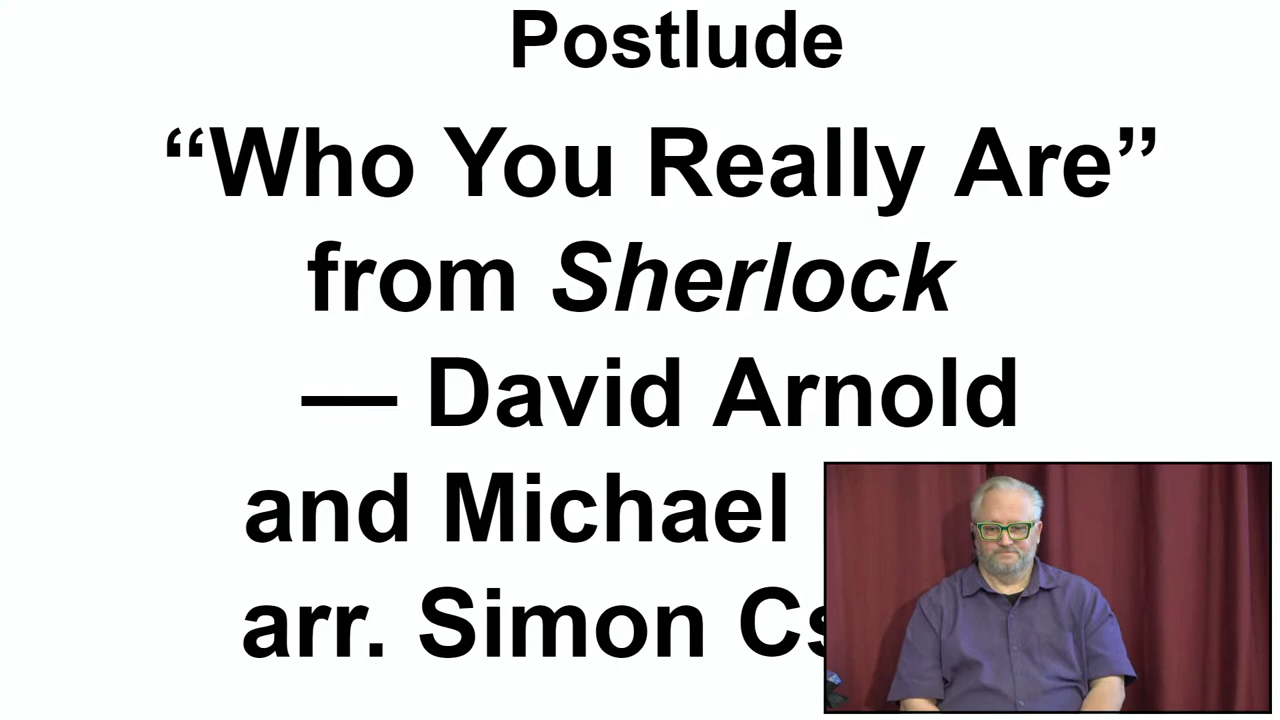 Postlude
“Who You Really Are”
from Sherlock
— David Arnold
and Michael
arr. Simon